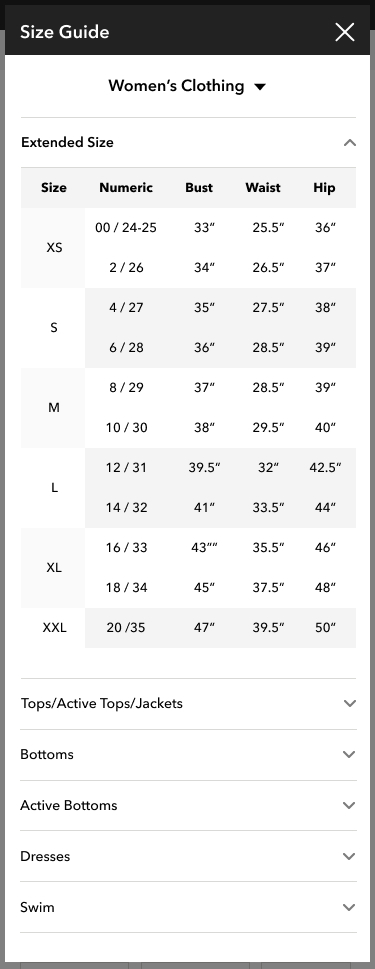 Size Guide
Women’s Clothing
Extended Size
Size Numeric Bust Waist Hip
XS
00 / 24-25 33“ 25.5“ 36“
2 / 26 34“ 26.5“ 37“
S
4 / 27 35“ 27.5“ 38“
6 / 28 36“ 28.5“ 39“
M
8 / 29 37“ 28.5“ 39“
10 / 30 38“ 29.5“ 40“
L
12 / 31 39.5“ 32“ 42.5“
14 / 32 41“ 33.5“ 44“
XL
16 / 33 43““ 35.5“ 46“
18 / 34 45“ 37.5“ 48“
XXL 20 /35 47“ 39.5“ 50“
Tops/Active Tops/Jackets
Bottoms
Active Bottoms
Dresses
Swim